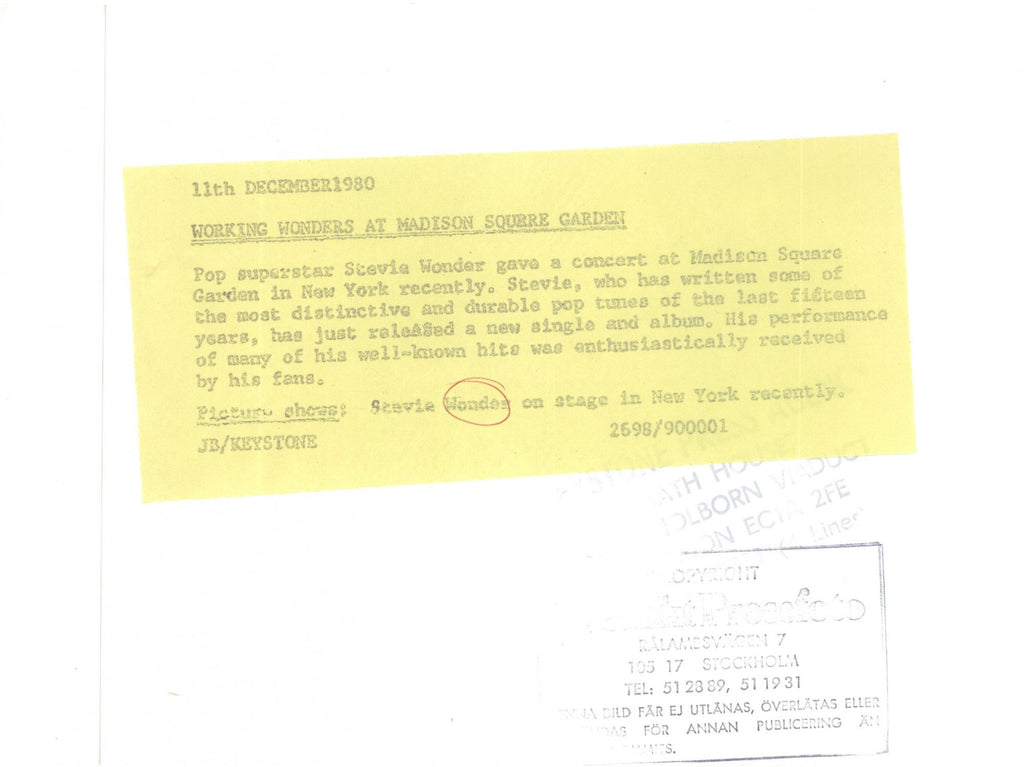 11th DECEMBER1980
WORKING WONDERS AT MADISON SQURRE GARDEN
Pop superstar Stevie Wonder gave a concert at Madison Square
Garden in New York recently. Stevie, who has written some of
the most distinctive and durable pop tunes of the last fifteen
years, has just released a new single and album. His performance
of many of his well-known hits was enthusiastically received
by his fans.
Picture shows: Stevie Wonder on stage in New York recently.
JB/KEYSTONE 2698/900001
HOLBORN VIADUCT
EC1A 2FE
Lines
COPYRIGHT
Pressfoto
RÅLAMBSVÄGEN 7
105 17 STOCKHOLM
TEL: 51 28 89, 51 19 31
BILD FÅR EJ UTLÅNAS, ÖVERLÅTAS ELLER
FÖR ANNAN PUBLICERING ÄN